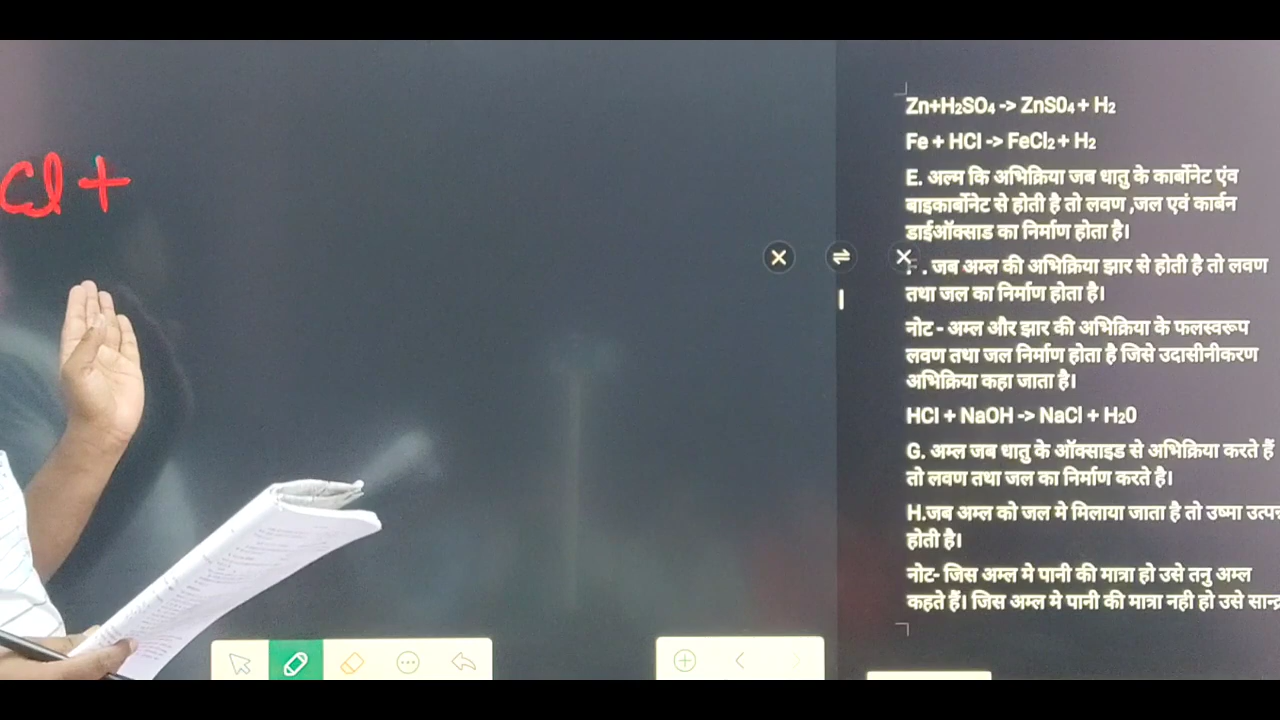 Cl +
Zn+H₂SO₄ -> ZnSO₄ + H₂
Fe + HCl -> FeCl₂ + H₂
E. अल्म कि अभिक्रिया जब धातु के कार्बोनेट एंव
बाइकार्बोनेट से होती है तो लवण ,जल एवं कार्बन
डाईऑक्साड का निर्माण होता है।
F . जब अम्ल की अभिक्रिया झार से होती है तो लवण
तथा जल का निर्माण होता है।
नोट - अम्ल और झार की अभिक्रिया के फलस्वरूप
लवण तथा जल निर्माण होता है जिसे उदासीनीकरण
अभिक्रिया कहा जाता है।
HCl + NaOH -> NaCl + H₂0
G. अम्ल जब धातु के ऑक्साइड से अभिक्रिया करते हैं
तो लवण तथा जल का निर्माण करते है।
H.जब अम्ल को जल मे मिलाया जाता है तो उष्मा
होती है।
नोट- जिस अम्ल मे पानी की मात्रा हो उसे तनु अम्ल
कहते हैं। जिस अम्ल मे पानी की मात्रा नही हो उसे